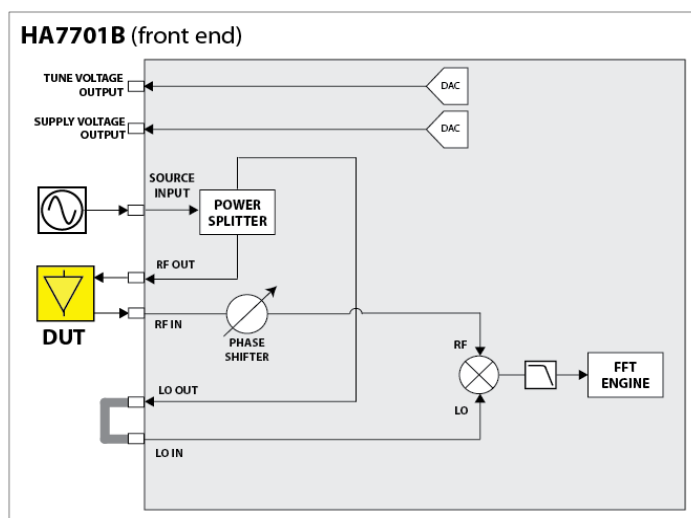 HA7701B (front end)
TUNE VOLTAGE
OUTPUT
DAC
SUPPLY VOLTAGE
OUTPUT
DAC
SOURCE
INPUT
POWER
SPLITTER
RF OUT
RF IN
DUT
PHASE
SHIFTER
RF
FFT
ENGINE
LO
LO OUT
LO IN